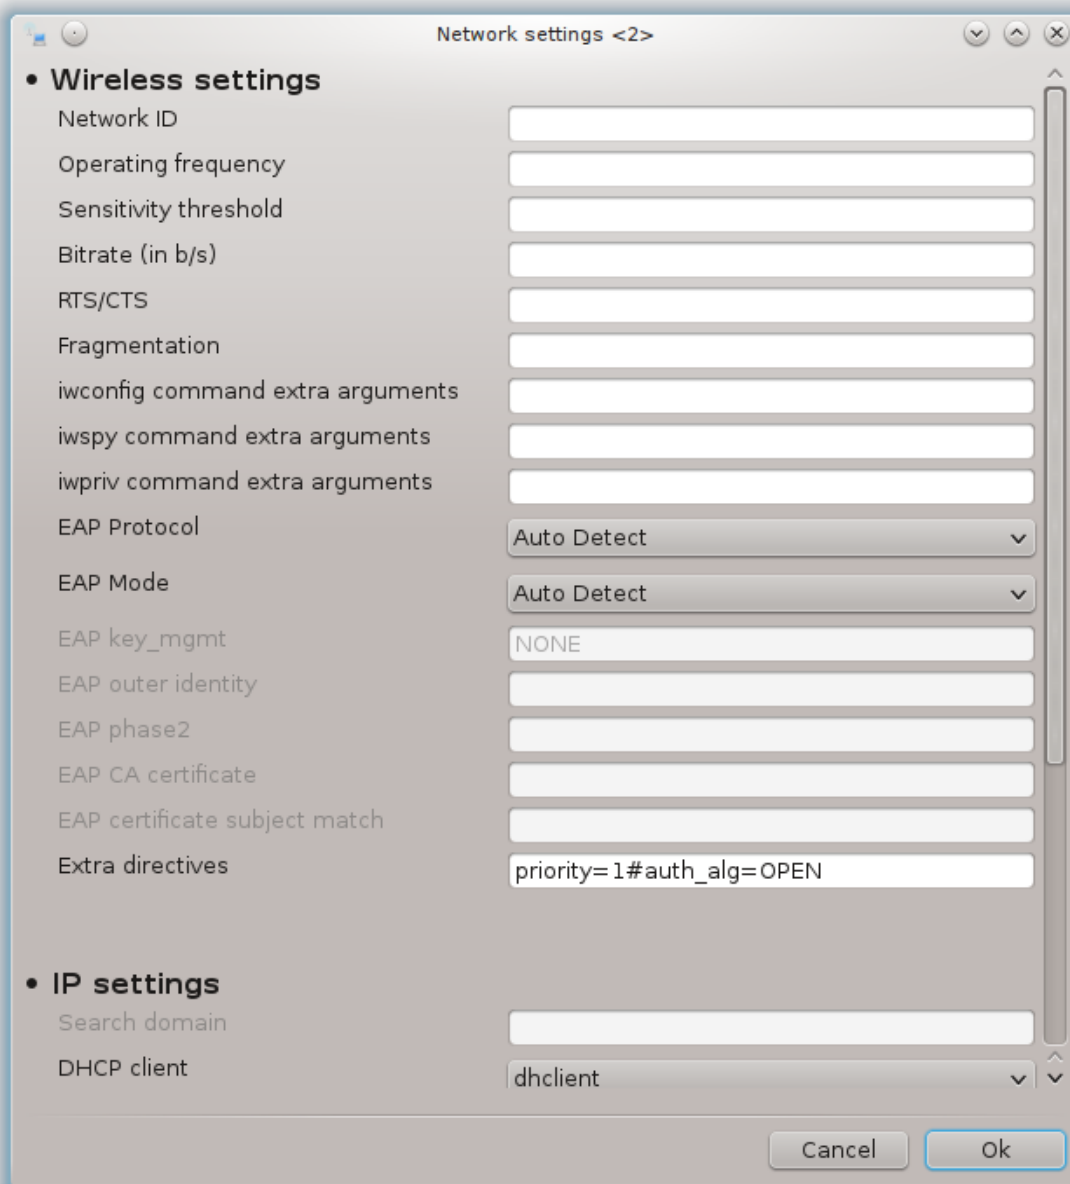 Network settings <2>
• Wireless settings
Network ID
Operating frequency
Sensitivity threshold
Bitrate (in b/s)
RTS/CTS
Fragmentation
iwconfig command extra arguments
iwspy command extra arguments
iwpriv command extra arguments
EAP Protocol Auto Detect
EAP Mode Auto Detect
EAP key_mgmt NONE
EAP outer identity
EAP phase2
EAP CA certificate
EAP certificate subject match
Extra directives priority=1#auth_alg=OPEN
• IP settings
Search domain
DHCP client dhclient
Cancel Ok